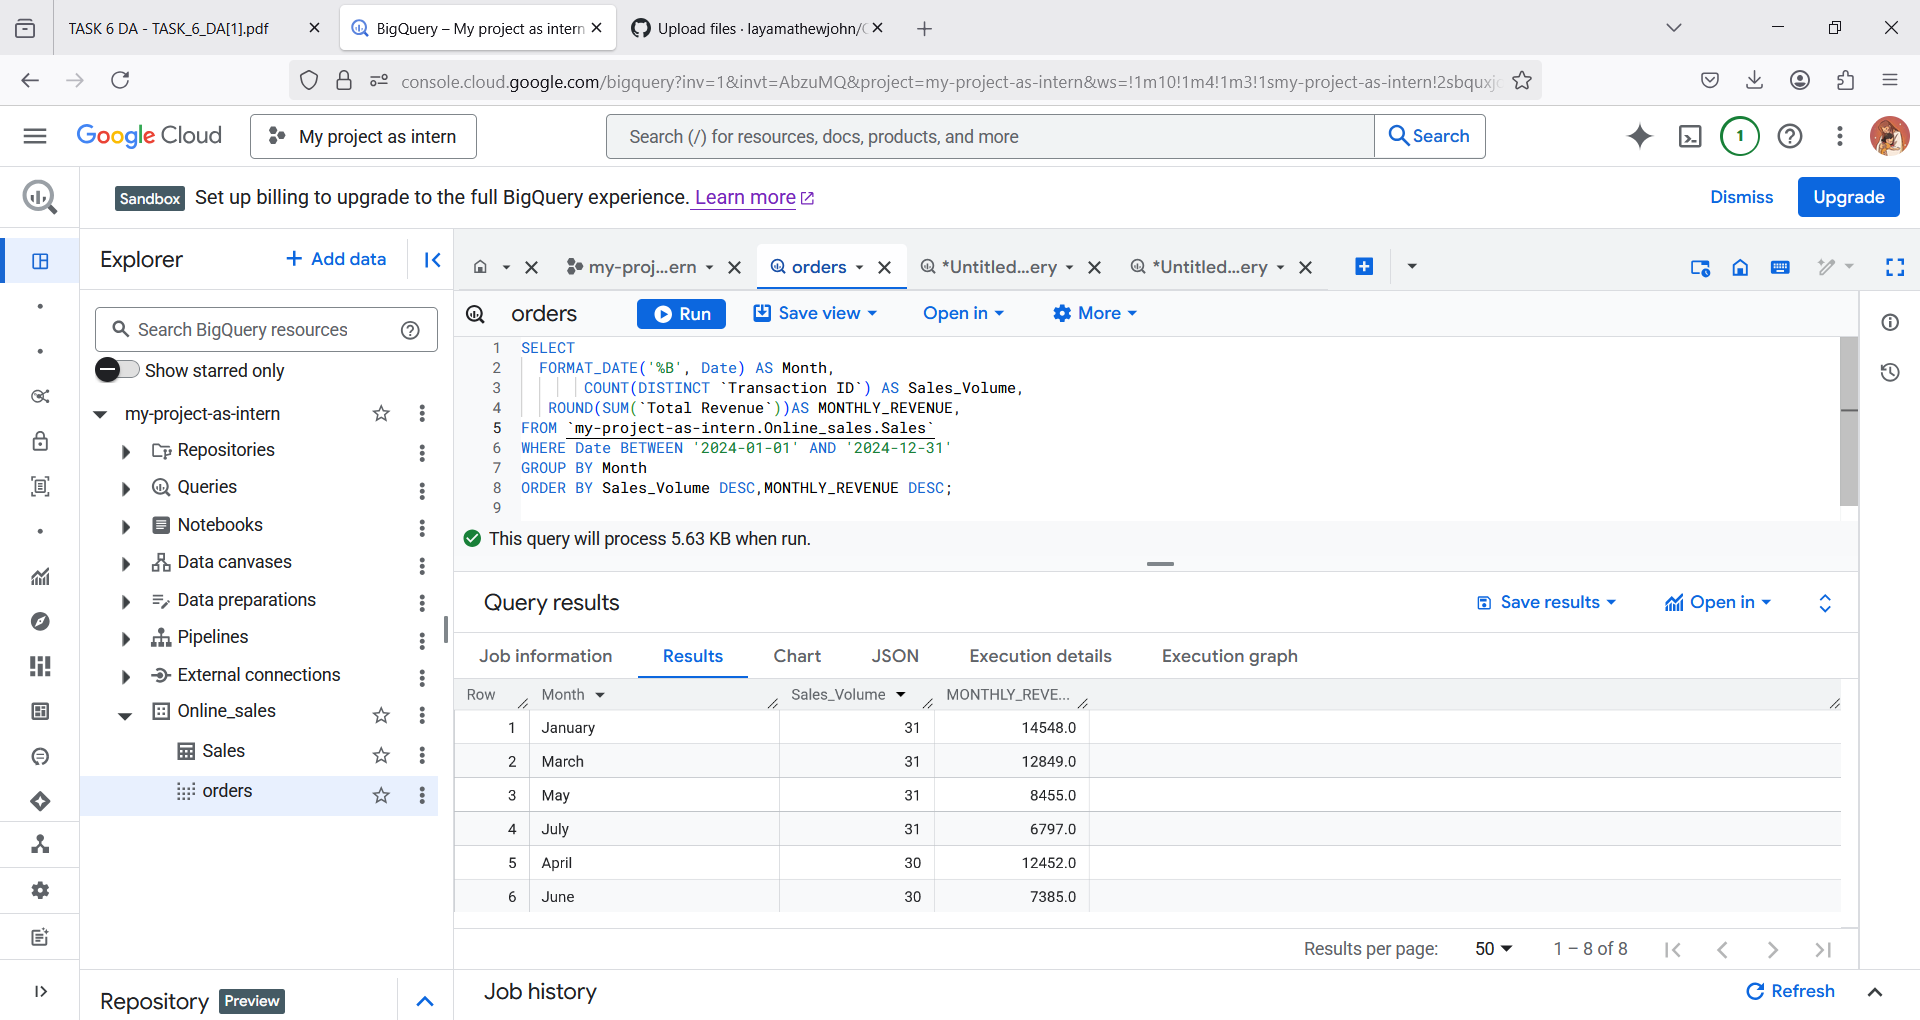 TASK 6 DA - TASK_6_DA[1].pdf
BigQuery – My project as intern
Upload files · layamathewjohn/
console.cloud.google.com/bigquery?inv=1&invt=AbzuMQ&project=my-project-as-intern&ws=!1m10!1m4!1m3!1smy-project-as-intern!2sbquxj
Google Cloud
My project as intern
Search (/) for resources, docs, products, and more
Search
1
Sandbox
Set up billing to upgrade to the full BigQuery experience. Learn more
Dismiss
Upgrade
Explorer
+ Add data
my-proj...ern
orders
*Untitled...ery
*Untitled...ery
Search BigQuery resources
Show starred only
my-project-as-intern
Repositories
Queries
Notebooks
Data canvases
Data preparations
Pipelines
External connections
Online_sales
Sales
orders
Repository Preview
orders
Run
Save view
Open in
More
1 SELECT
2 FORMAT_DATE('%B', Date) AS Month,
3 COUNT(DISTINCT `Transaction ID`) AS Sales_Volume,
4 ROUND(SUM(`Total Revenue`))AS MONTHLY_REVENUE,
5 FROM `my-project-as-intern.Online_sales.Sales`
6 WHERE Date BETWEEN '2024-01-01' AND '2024-12-31'
7 GROUP BY Month
8 ORDER BY Sales_Volume DESC,MONTHLY_REVENUE DESC;
9
This query will process 5.63 KB when run.
Query results
Save results
Open in
Job information Results Chart JSON Execution details Execution graph
Row Month Sales_Volume MONTHLY_REVE...
1 January 31 14548.0
2 March 31 12849.0
3 May 31 8455.0
4 July 31 6797.0
5 April 30 12452.0
6 June 30 7385.0
Results per page: 50 1 – 8 of 8
Job history
Refresh